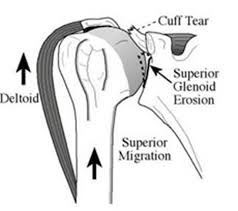 Cuff Tear
Deltoid
Superior
Glenoid
Erosion
Superior
Migration